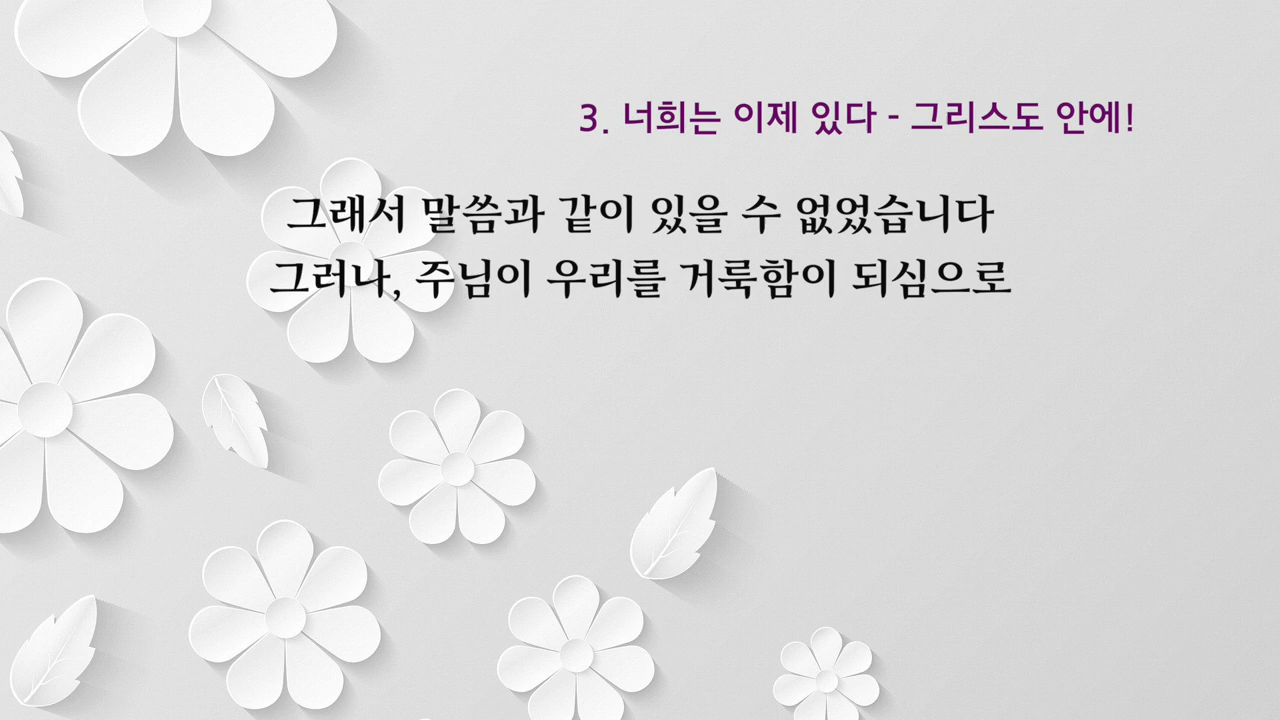 3. 너희는 이제 있다 - 그리스도 안에!
그래서 말씀과 같이 있을 수 없었습니다
그러나, 주님이 우리를 거룩함이 되심으로